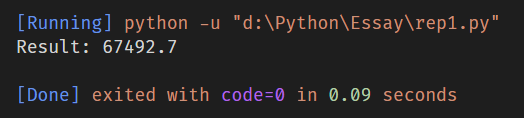 [Running] python -u "d:\Python\Essay\rep1.py"
Result: 67492.7
[Done] exited with code=0 in 0.09 seconds